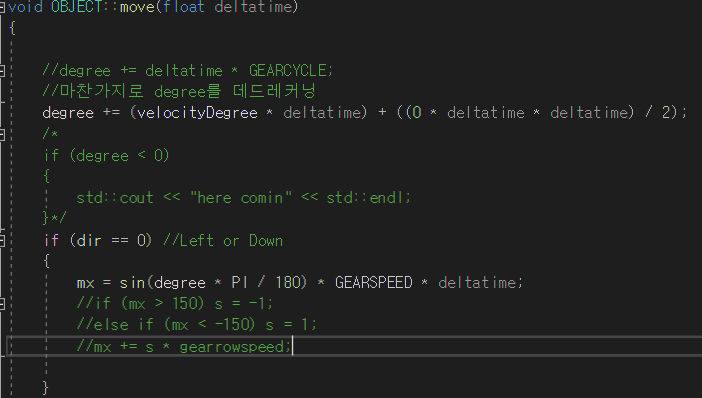 void OBJECT::move(float deltatime)
{
//degree += deltatime * GEARCYCLE;
//마찬가지로 degree를 데드레커닝
degree += (velocityDegree * deltatime) + ((0 * deltatime * deltatime) / 2);
/*
if (degree < 0)
{
std::cout << "here comin" << std::endl;
}*/
if (dir == 0) //Left or Down
{
mx = sin(degree * PI / 180) * GEARSPEED * deltatime;
//if (mx > 150) s = -1;
//else if (mx < -150) s = 1;
//mx += s * gearrowspeed;
}